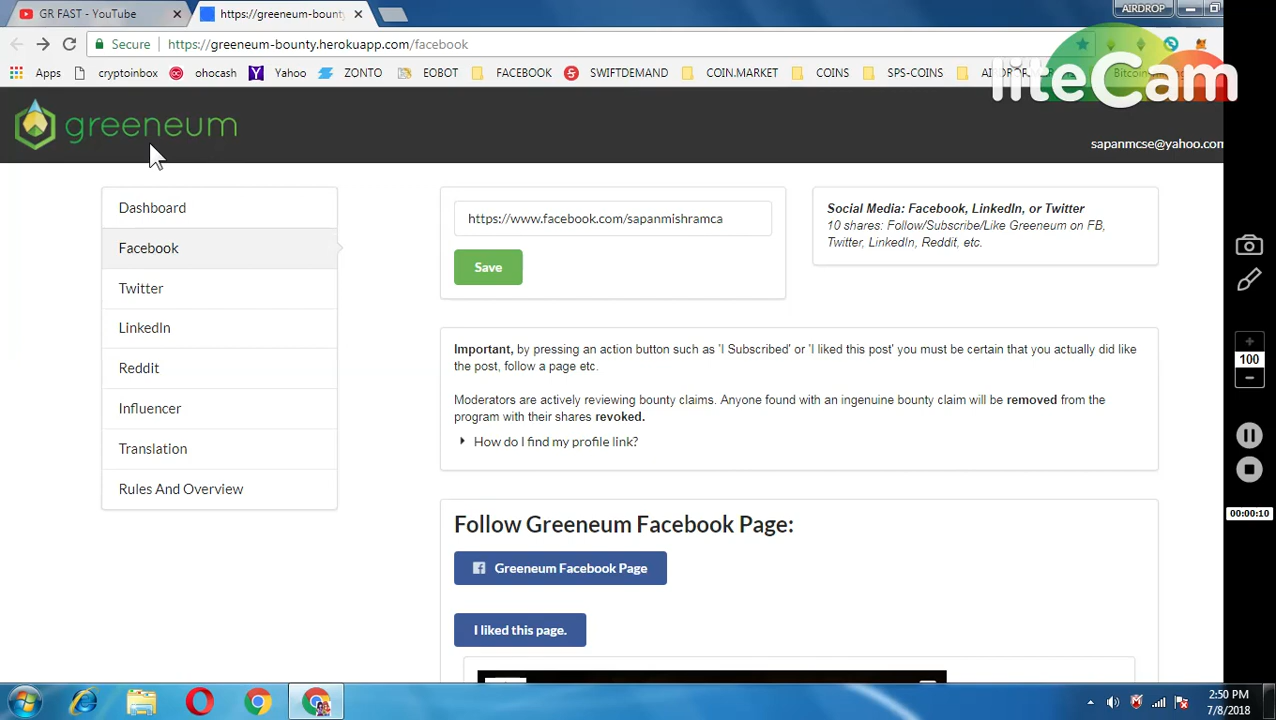 GR FAST - YouTube
https://greeneum-bounty
AIRDROP
Secure
https://greeneum-bounty.herokuapp.com/facebook
Apps
cryptoinbox
ohocash
Yahoo
ZON
EOBOT
FACEBOOK
SWIFTDEMAND
COIN.MARKET
COINS
SPS-COINS
liteCam
greeneum
sapanmcse@yahoo.com
Dashboard
Facebook
Twitter
LinkedIn
Reddit
Influencer
Translation
Rules And Overview
https://www.facebook.com/sapanmishramca
Save
Social Media: Facebook, LinkedIn, or Twitter
10 shares: Follow/Subscribe/Like Greeneum on FB,
Twitter, LinkedIn, Reddit, etc.
Important, by pressing an action button such as 'I Subscribed' or 'I liked this post' you must be certain that you actually did like
the post, follow a page etc.
Moderators are actively reviewing bounty claims. Anyone found with an ingenuine bounty claim will be removed from the
program with their shares revoked.
How do I find my profile link?
Follow Greeneum Facebook Page:
Greeneum Facebook Page
I liked this page.
100
00:00:10
2:50 PM
7/8/2018